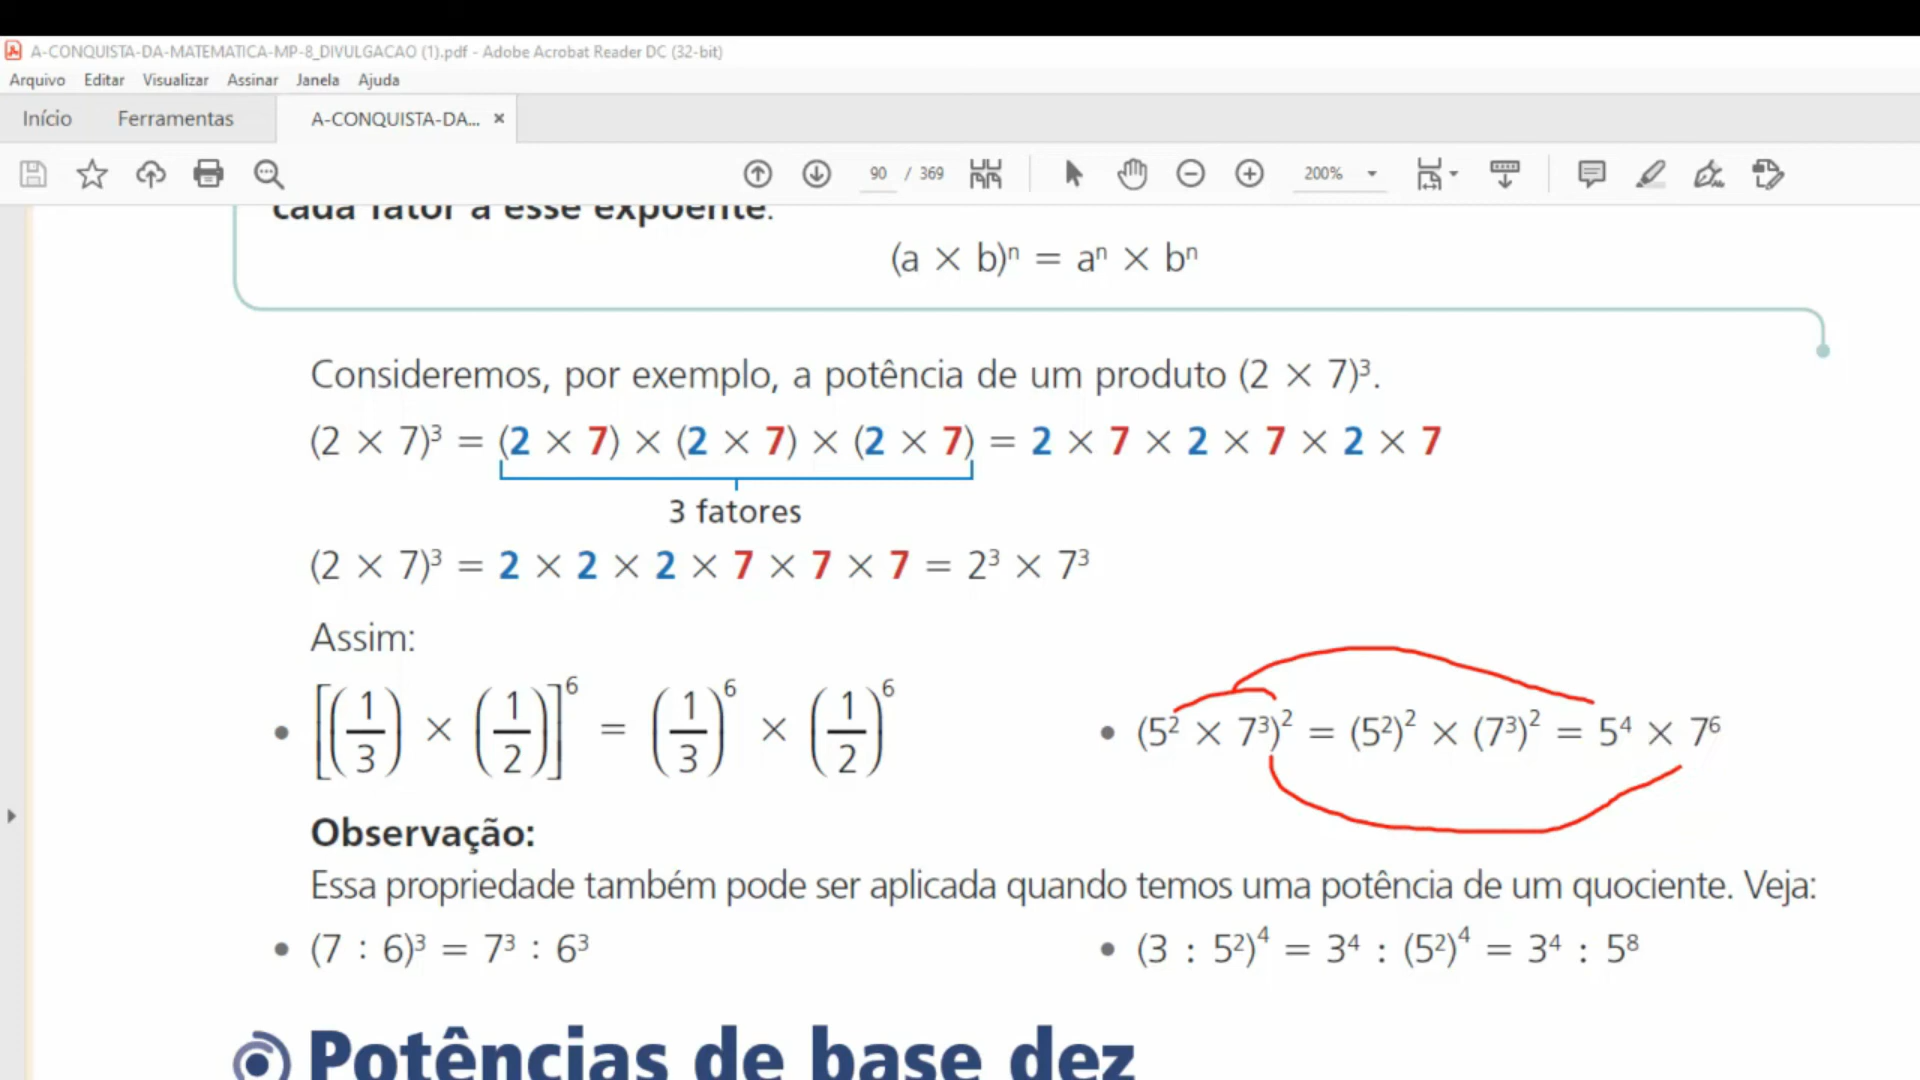 A-CONQUISTA-DA-MATEMATICA-MP-8_DIVULGACAO (1).pdf - Adobe Acrobat Reader DC (32-bit)
Arquivo Editar Visualizar Assinar Janela Ajuda
Início Ferramentas A-CONQUISTA-DA... ×
90 / 369 200%
cada fator a esse expoente.
(a × b)ⁿ = aⁿ × bⁿ
Consideremos, por exemplo, a potência de um produto (2 × 7)³.
(2 × 7)³ = (2 × 7) × (2 × 7) × (2 × 7) = 2 × 7 × 2 × 7 × 2 × 7
3 fatores
(2 × 7)³ = 2 × 2 × 2 × 7 × 7 × 7 = 2³ × 7³
Assim:
• [(1/3) × (1/2)]⁶ = (1/3)⁶ × (1/2)⁶ • (5² × 7³)² = (5²)² × (7³)² = 5⁴ × 7⁶
Observação:
Essa propriedade também pode ser aplicada quando temos uma potência de um quociente. Veja:
• (7 : 6)³ = 7³ : 6³ • (3 : 5²)⁴ = 3⁴ : (5²)⁴ = 3⁴ : 5⁸
Potências de base dez